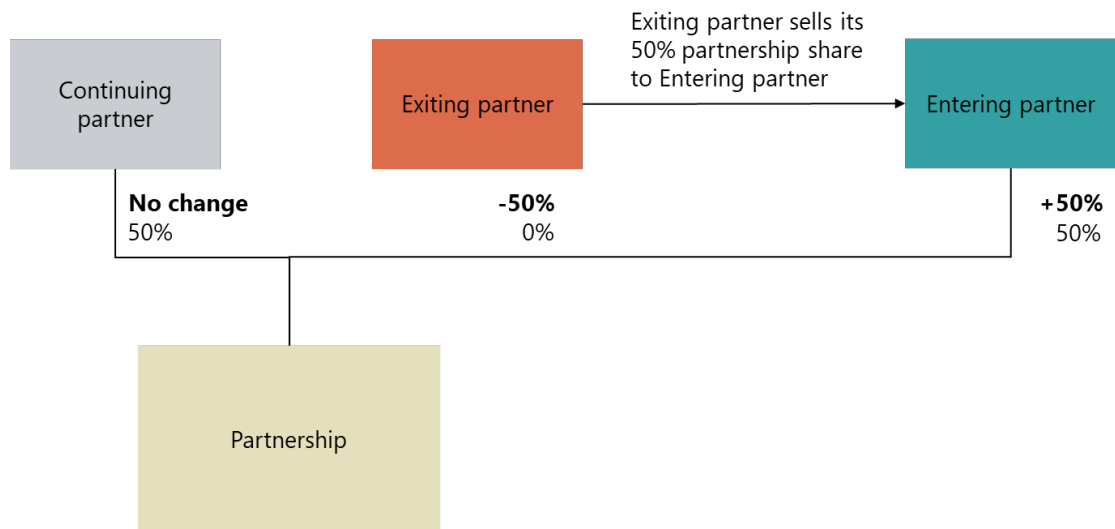 Exiting partner sells its
50% partnership share
to Entering partner
Continuing
partner
Exiting partner
Entering partner
No change
50%
-50%
0%
+50%
50%
Partnership